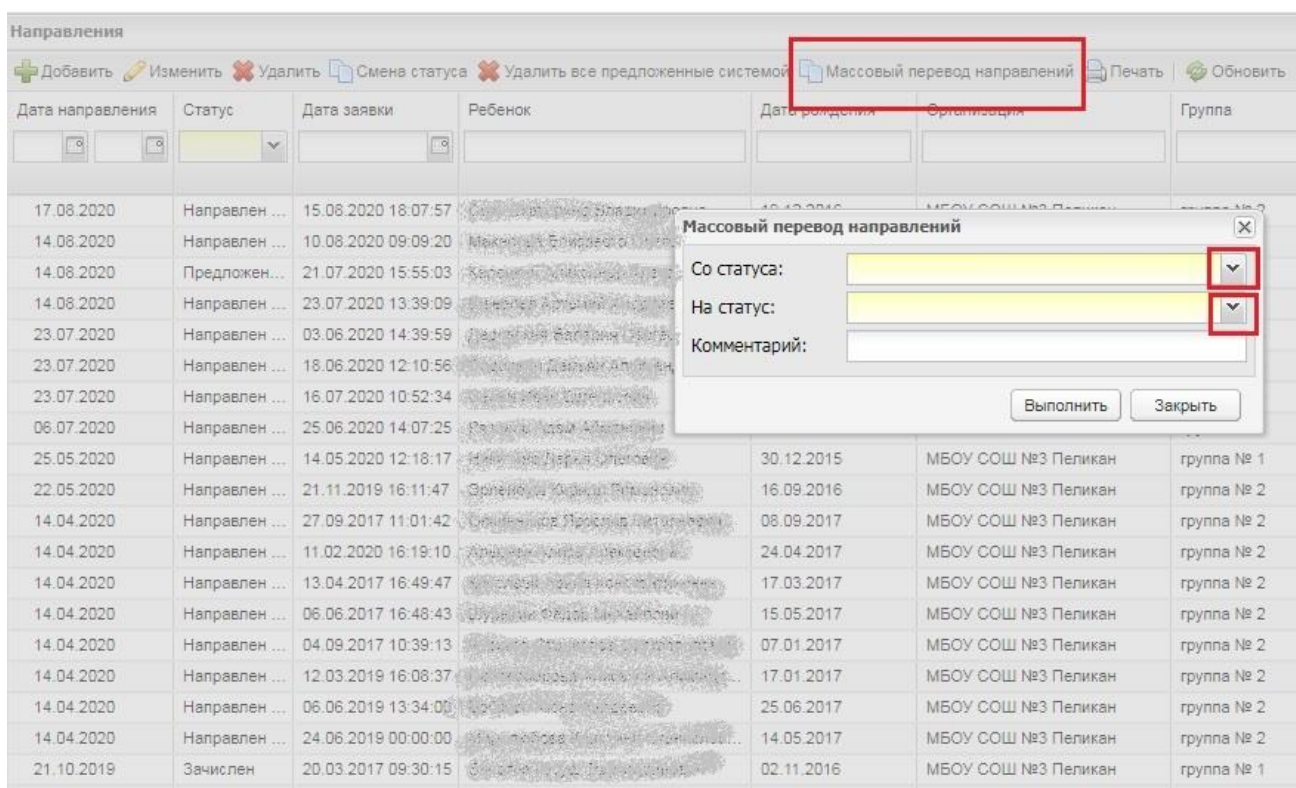 Направления
Добавить Изменить Удалить Смена статуса Удалить все предложенные системой Массовый перевод направлений Печать Обновить
Дата направления Статус Дата заявки Ребенок Дата рождения Организация Группа
17.08.2020 Направлен ... 15.08.2020 18:07:57
14.08.2020 Направлен ... 10.08.2020 09:09:20
14.08.2020 Предложен... 21.07.2020 15:55:03
14.08.2020 Направлен ... 23.07.2020 13:39:09
23.07.2020 Направлен ... 03.06.2020 14:39:59
23.07.2020 Направлен ... 18.06.2020 12:10:56
23.07.2020 Направлен ... 16.07.2020 10:52:34
06.07.2020 Направлен ... 25.06.2020 14:07:25
Массовый перевод направлений
Со статуса:
На статус:
Комментарий:
Выполнить Закрыть
25.05.2020 Направлен ... 14.05.2020 12:18:17 30.12.2015 МБОУ СОШ №3 Пеликан группа № 1
22.05.2020 Направлен ... 21.11.2019 16:11:47 16.09.2016 МБОУ СОШ №3 Пеликан группа № 2
14.04.2020 Направлен ... 27.09.2017 11:01:42 08.09.2017 МБОУ СОШ №3 Пеликан группа № 2
14.04.2020 Направлен ... 11.02.2020 16:19:10 24.04.2017 МБОУ СОШ №3 Пеликан группа № 2
14.04.2020 Направлен ... 13.04.2017 16:49:47 17.03.2017 МБОУ СОШ №3 Пеликан группа № 2
14.04.2020 Направлен ... 06.06.2017 16:48:43 15.05.2017 МБОУ СОШ №3 Пеликан группа № 2
14.04.2020 Направлен ... 04.09.2017 10:39:13 07.01.2017 МБОУ СОШ №3 Пеликан группа № 2
14.04.2020 Направлен ... 12.03.2019 16:08:37 17.01.2017 МБОУ СОШ №3 Пеликан группа № 2
14.04.2020 Направлен ... 06.06.2019 13:34:00 25.06.2017 МБОУ СОШ №3 Пеликан группа № 2
14.04.2020 Направлен ... 24.06.2019 00:00:00 14.05.2017 МБОУ СОШ №3 Пеликан группа № 2
21.10.2019 Зачислен 20.03.2017 09:30:15 02.11.2016 МБОУ СОШ №3 Пеликан группа № 1